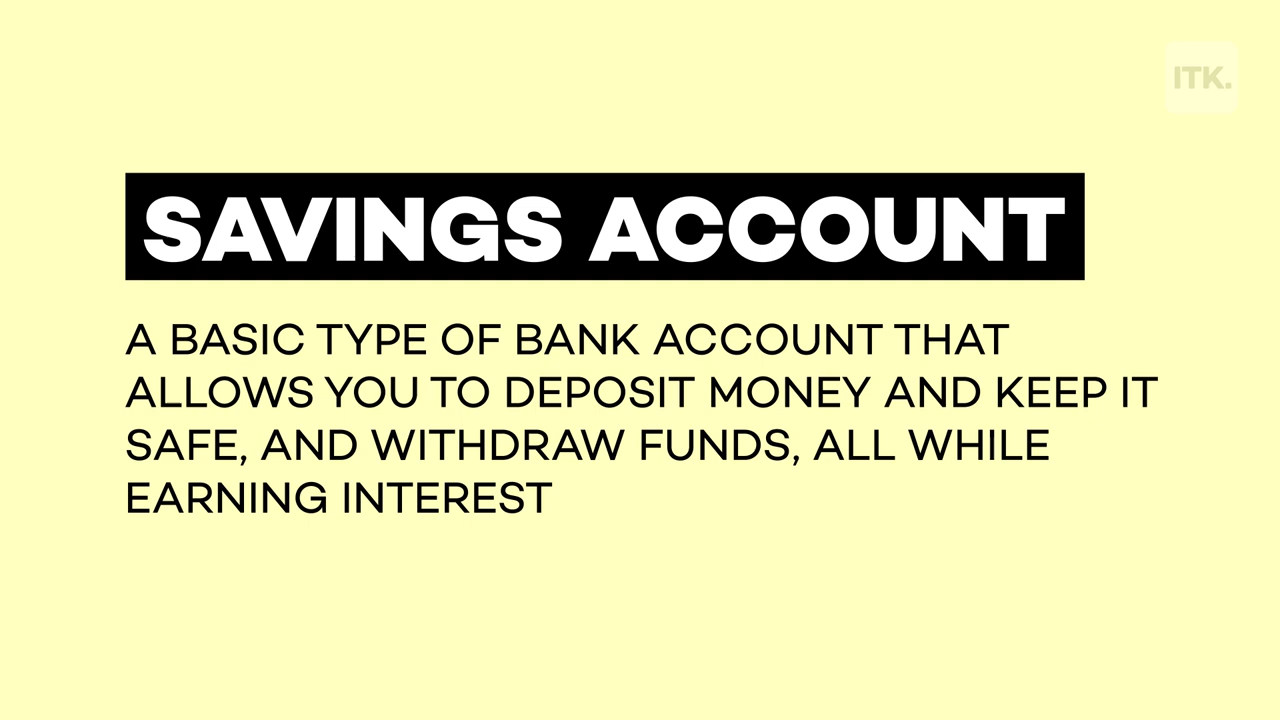 ITK.
SAVINGS ACCOUNT
A BASIC TYPE OF BANK ACCOUNT THAT
ALLOWS YOU TO DEPOSIT MONEY AND KEEP IT
SAFE, AND WITHDRAW FUNDS, ALL WHILE
EARNING INTEREST